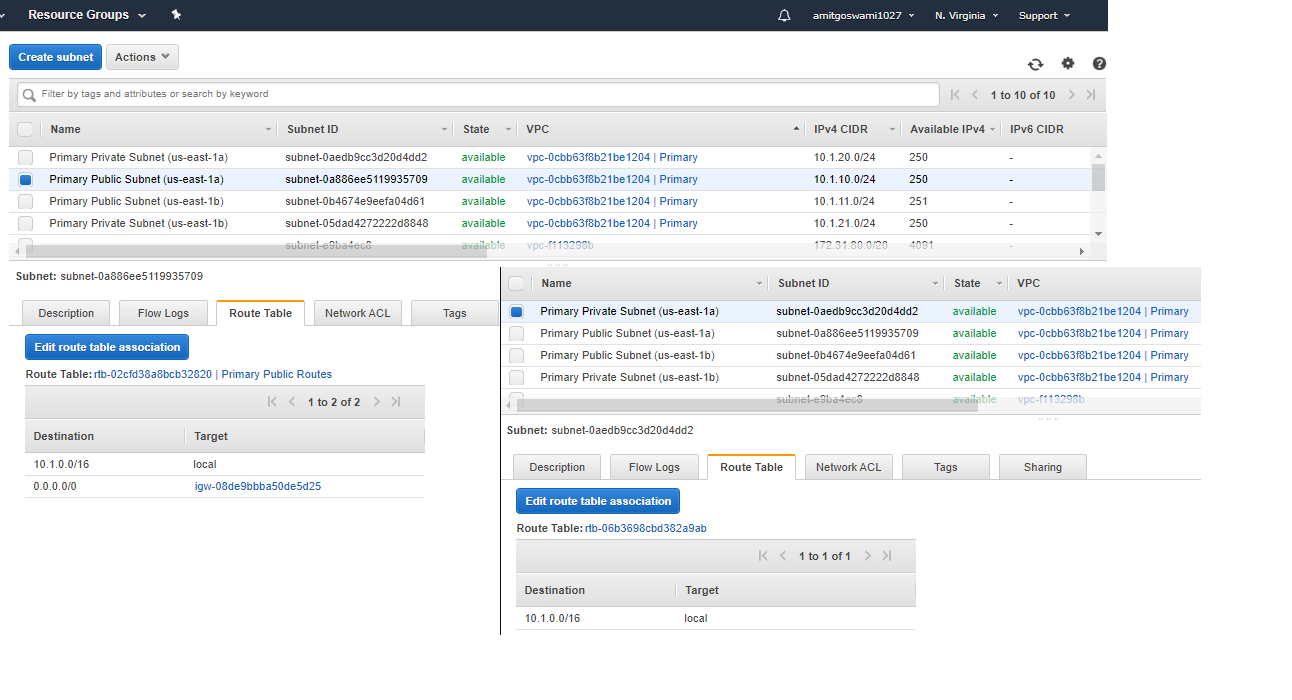 Resource Groups amitgoswami1027 N. Virginia Support
Create subnet Actions
Filter by tags and attributes or search by keyword 1 to 10 of 10
Name Subnet ID State VPC IPv4 CIDR Available IPv4 IPv6 CIDR
Primary Private Subnet (us-east-1a) subnet-0aedb9cc3d20d4dd2 available vpc-0cbb63f8b21be1204 | Primary 10.1.20.0/24 250 -
Primary Public Subnet (us-east-1a) subnet-0a886ee5119935709 available vpc-0cbb63f8b21be1204 | Primary 10.1.10.0/24 250 -
Primary Public Subnet (us-east-1b) subnet-0b4674e9eefa04d61 available vpc-0cbb63f8b21be1204 | Primary 10.1.11.0/24 251 -
Primary Private Subnet (us-east-1b) subnet-05dad4272222d8848 available vpc-0cbb63f8b21be1204 | Primary 10.1.21.0/24 250 -
subnet-e9ba4ec8 available vpc-f113298b 172.31.80.0/20 4091 -
Subnet: subnet-0a886ee5119935709
Description Flow Logs Route Table Network ACL Tags
Edit route table association
Route Table: rtb-02cfd38a8bcb32820 | Primary Public Routes
1 to 2 of 2
Destination Target
10.1.0.0/16 local
0.0.0.0/0 igw-08de9bbba50de5d25
Name Subnet ID State VPC
Primary Private Subnet (us-east-1a) subnet-0aedb9cc3d20d4dd2 available vpc-0cbb63f8b21be1204 | Primary
Primary Public Subnet (us-east-1a) subnet-0a886ee5119935709 available vpc-0cbb63f8b21be1204 | Primary
Primary Public Subnet (us-east-1b) subnet-0b4674e9eefa04d61 available vpc-0cbb63f8b21be1204 | Primary
Primary Private Subnet (us-east-1b) subnet-05dad4272222d8848 available vpc-0cbb63f8b21be1204 | Primary
subnet-e9ba4ec8 available vpc-f113298b
Subnet: subnet-0aedb9cc3d20d4dd2
Description Flow Logs Route Table Network ACL Tags Sharing
Edit route table association
Route Table: rtb-06b3698cbd382a9ab
1 to 1 of 1
Destination Target
10.1.0.0/16 local